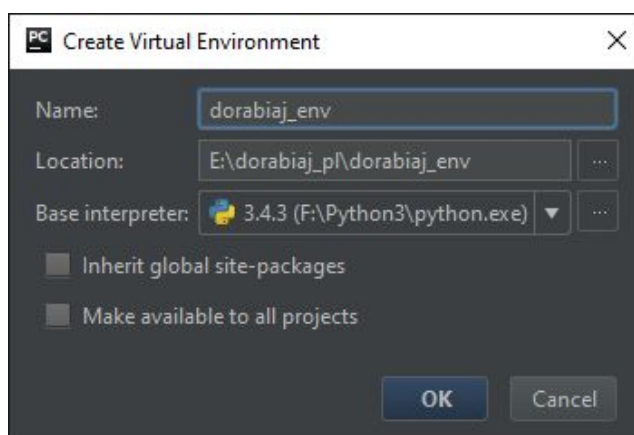 PC Create Virtual Environment
Name: dorabiaj_env
Location: E:\dorabiaj_pl\dorabiaj_env ...
Base interpreter: 3.4.3 (F:\Python3\python.exe) ...
Inherit global site-packages
Make available to all projects
OK Cancel